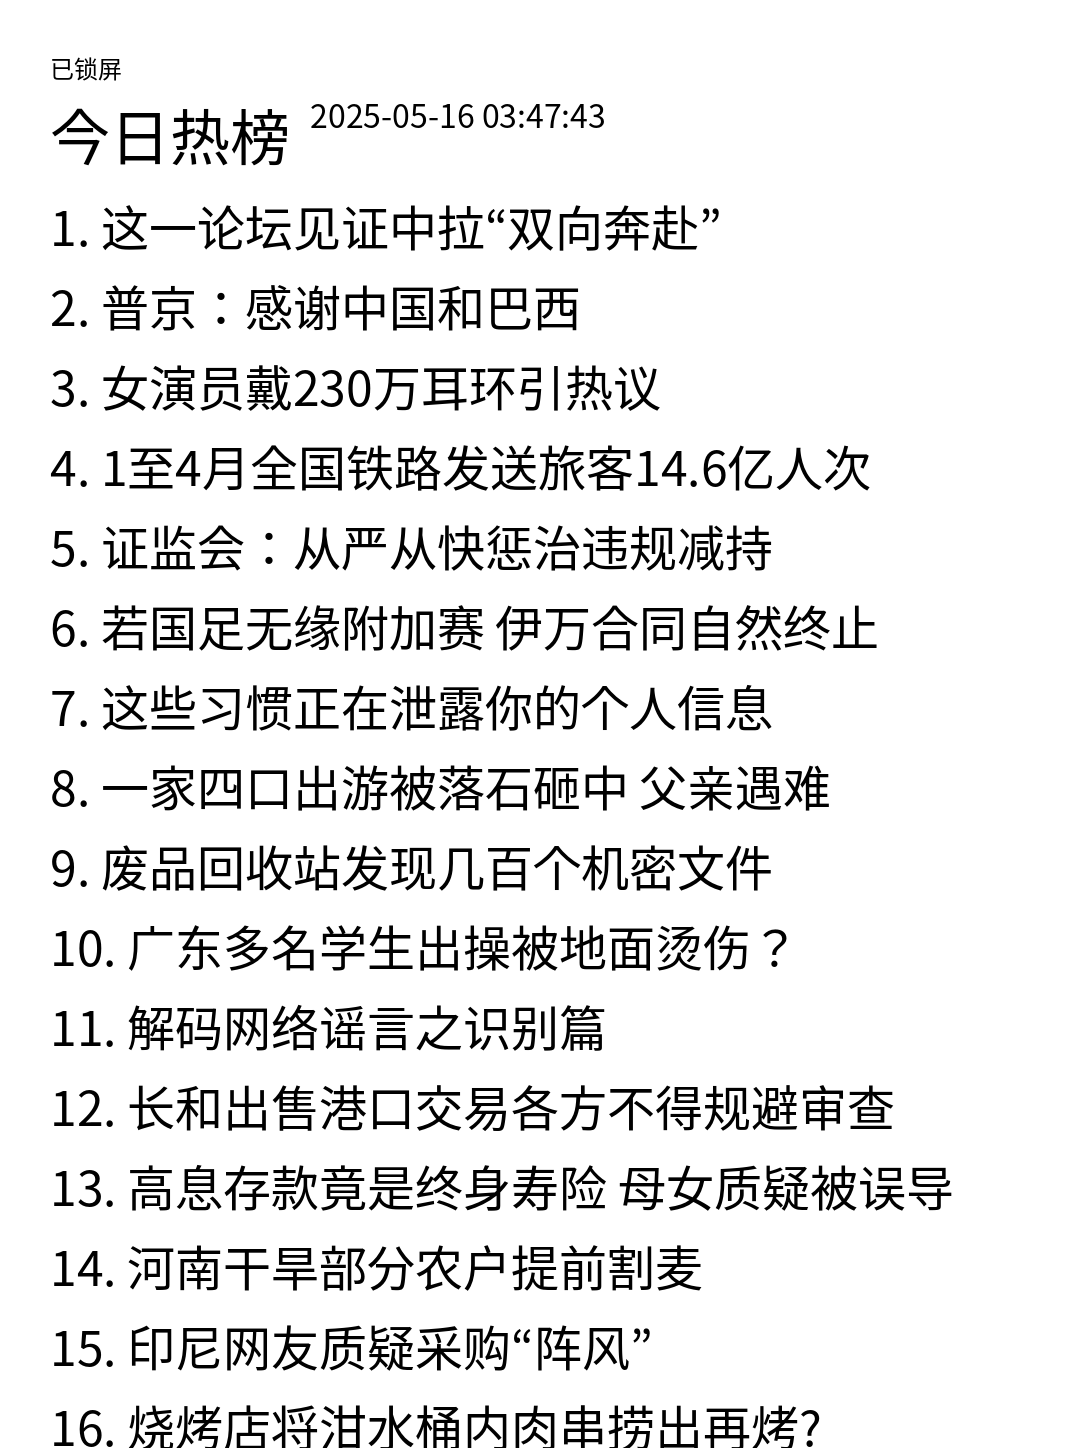 已锁屏
今日热榜 2025-05-16 03:47:43
1. 这一论坛见证中拉“双向奔赴”
2. 普京：感谢中国和巴西
3. 女演员戴230万耳环引热议
4. 1至4月全国铁路发送旅客14.6亿人次
5. 证监会：从严从快惩治违规减持
6. 若国足无缘附加赛 伊万合同自然终止
7. 这些习惯正在泄露你的个人信息
8. 一家四口出游被落石砸中 父亲遇难
9. 废品回收站发现几百个机密文件
10. 广东多名学生出操被地面烫伤？
11. 解码网络谣言之识别篇
12. 长和出售港口交易各方不得规避审查
13. 高息存款竟是终身寿险 母女质疑被误导
14. 河南干旱部分农户提前割麦
15. 印尼网友质疑采购“阵风”
16. 烧烤店将泔水桶内肉串捞出再烤?